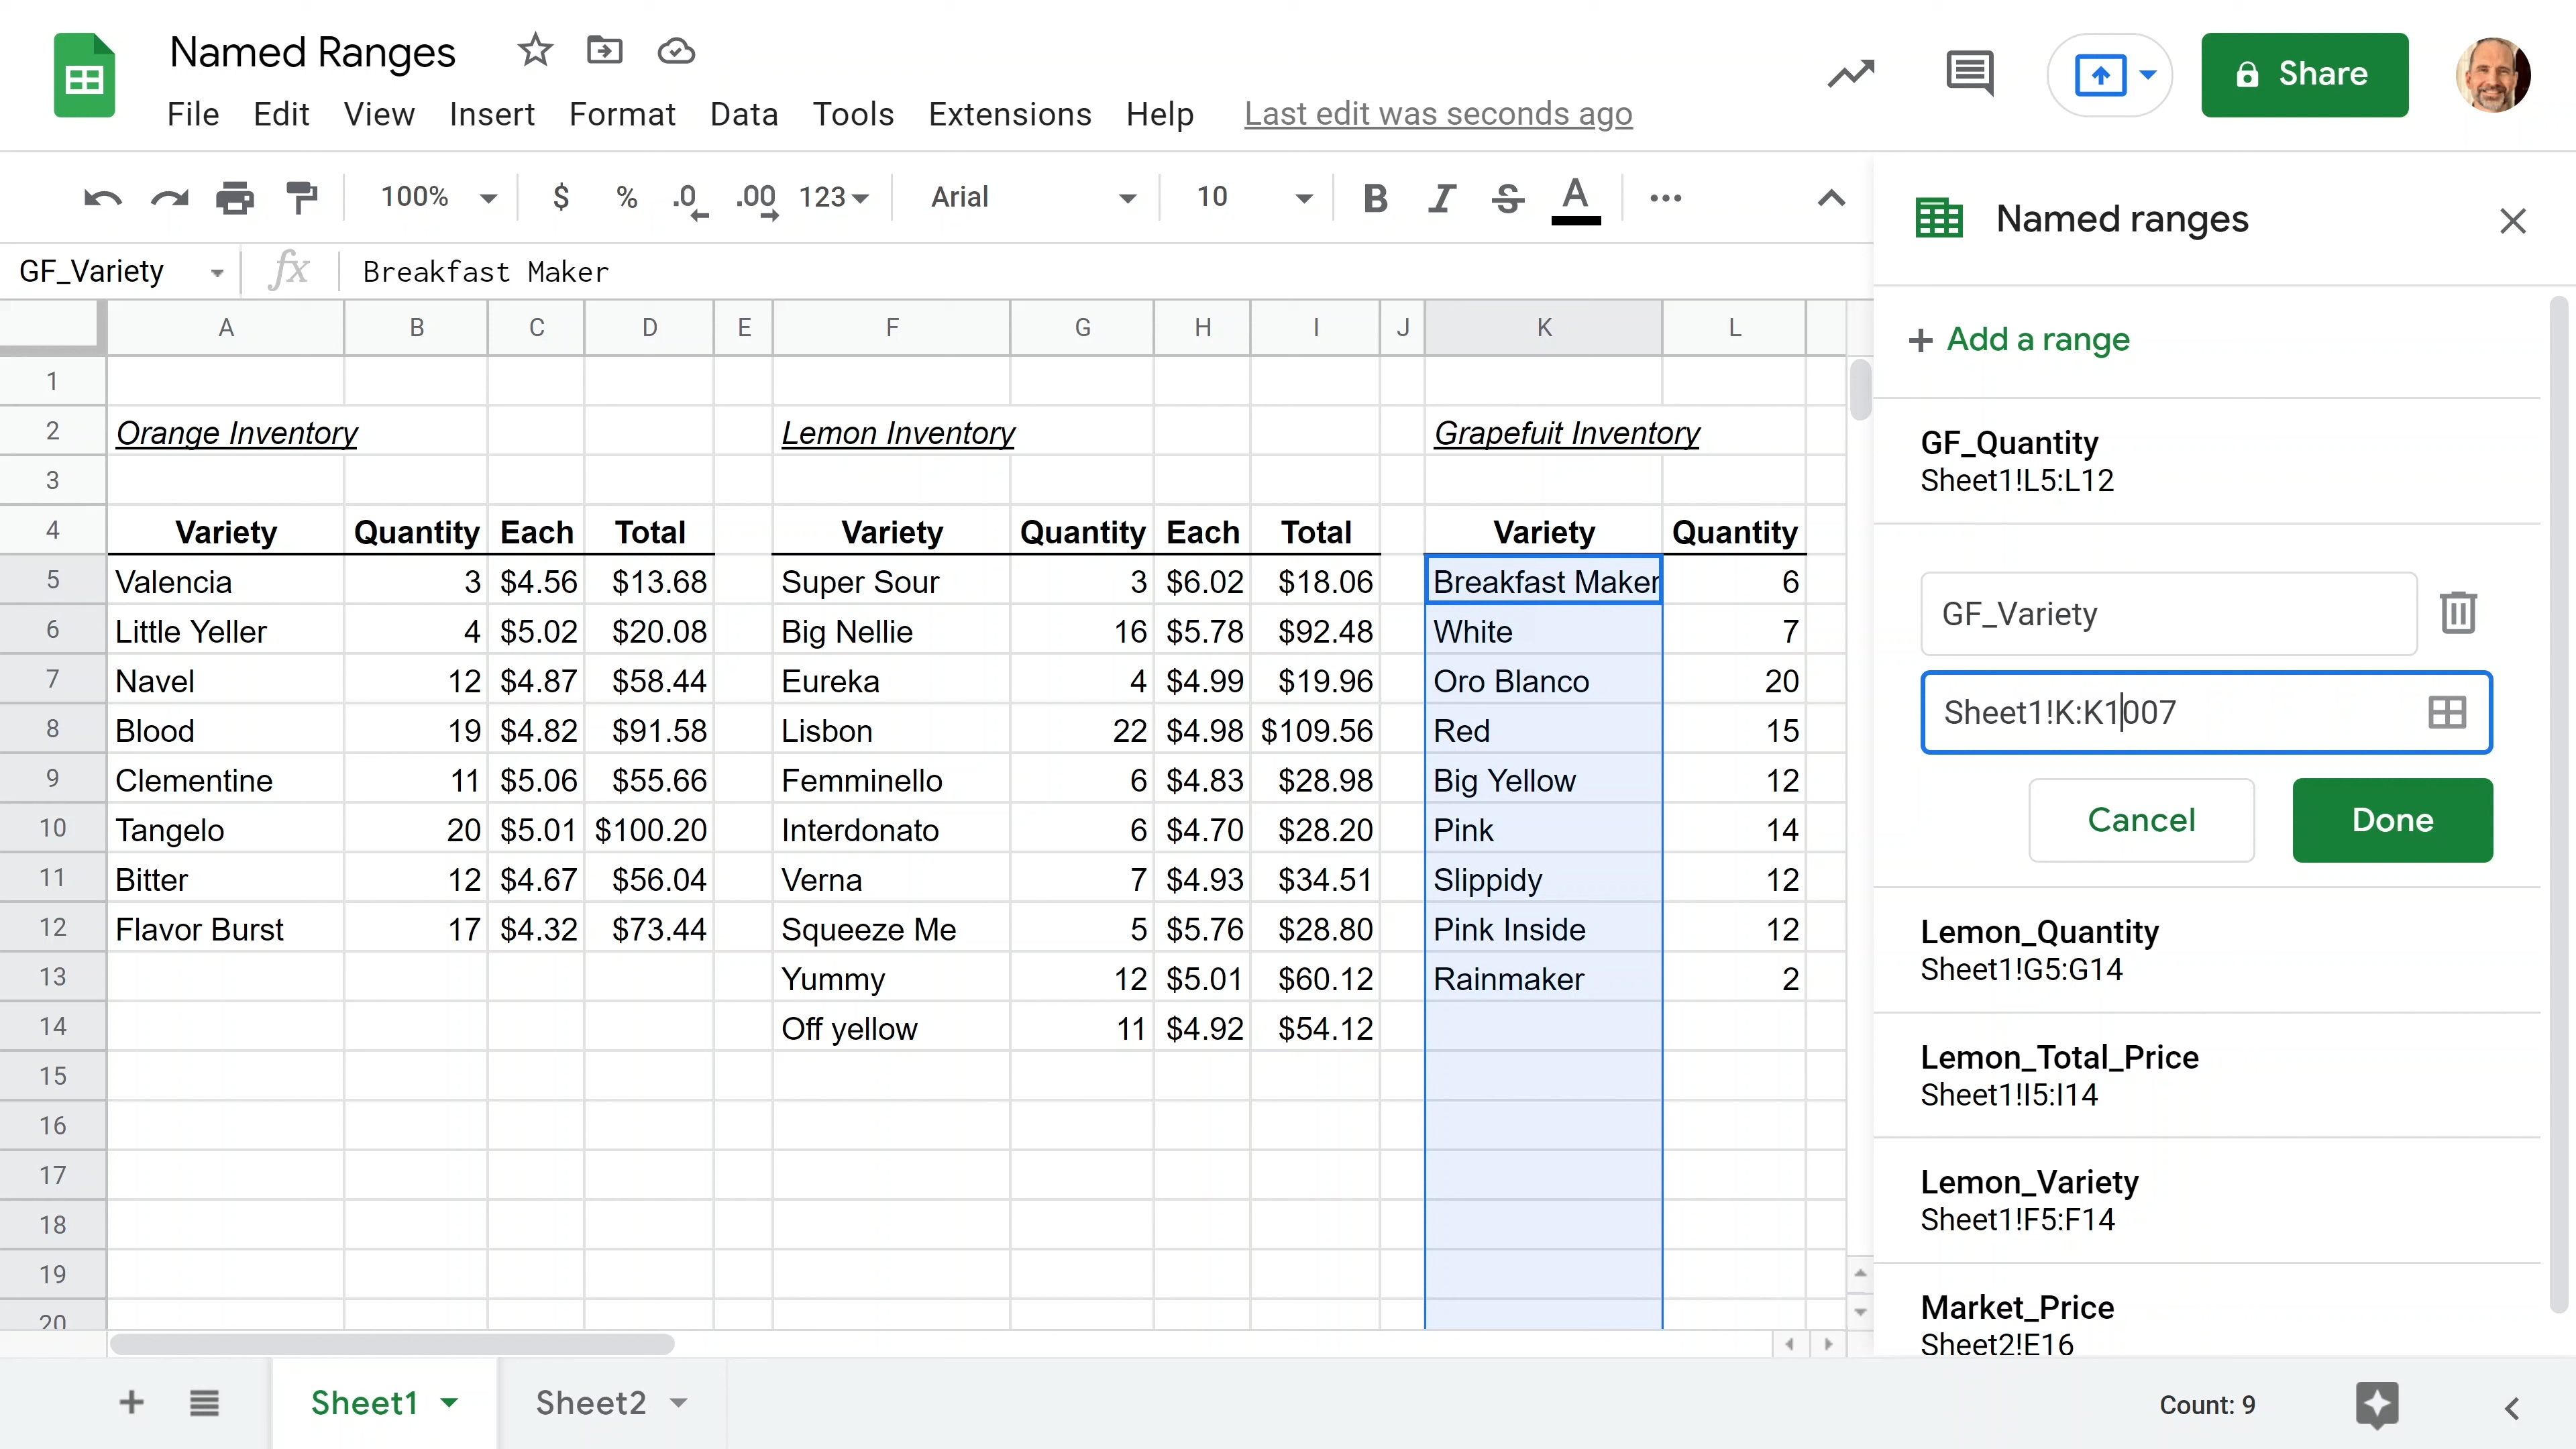 Named Ranges
File Edit View Insert Format Data Tools Extensions Help Last edit was seconds ago
Share
100% $ % .0 .00 123 Arial 10 B I S A
Named ranges
GF_Variety fx Breakfast Maker
A B C D E F G H I J K L
+ Add a range
1
2 Orange Inventory Lemon Inventory Grapefuit Inventory
3
4 Variety Quantity Each Total Variety Quantity Each Total Variety Quantity
5 Valencia 3 $4.56 $13.68 Super Sour 3 $6.02 $18.06 Breakfast Maker 6
6 Little Yeller 4 $5.02 $20.08 Big Nellie 16 $5.78 $92.48 White 7
7 Navel 12 $4.87 $58.44 Eureka 4 $4.99 $19.96 Oro Blanco 20
8 Blood 19 $4.82 $91.58 Lisbon 22 $4.98 $109.56 Red 15
9 Clementine 11 $5.06 $55.66 Femminello 6 $4.83 $28.98 Big Yellow 12
10 Tangelo 20 $5.01 $100.20 Interdonato 6 $4.70 $28.20 Pink 14
11 Bitter 12 $4.67 $56.04 Verna 7 $4.93 $34.51 Slippidy 12
12 Flavor Burst 17 $4.32 $73.44 Squeeze Me 5 $5.76 $28.80 Pink Inside 12
13 Yummy 12 $5.01 $60.12 Rainmaker 2
14 Off yellow 11 $4.92 $54.12
15
16
17
18
19
20
GF_Quantity
Sheet1!L5:L12
GF_Variety
Sheet1!K:K1007
Cancel Done
Lemon_Quantity
Sheet1!G5:G14
Lemon_Total_Price
Sheet1!I5:I14
Lemon_Variety
Sheet1!F5:F14
Market_Price
Sheet2!E16
Sheet1 Sheet2 Count: 9